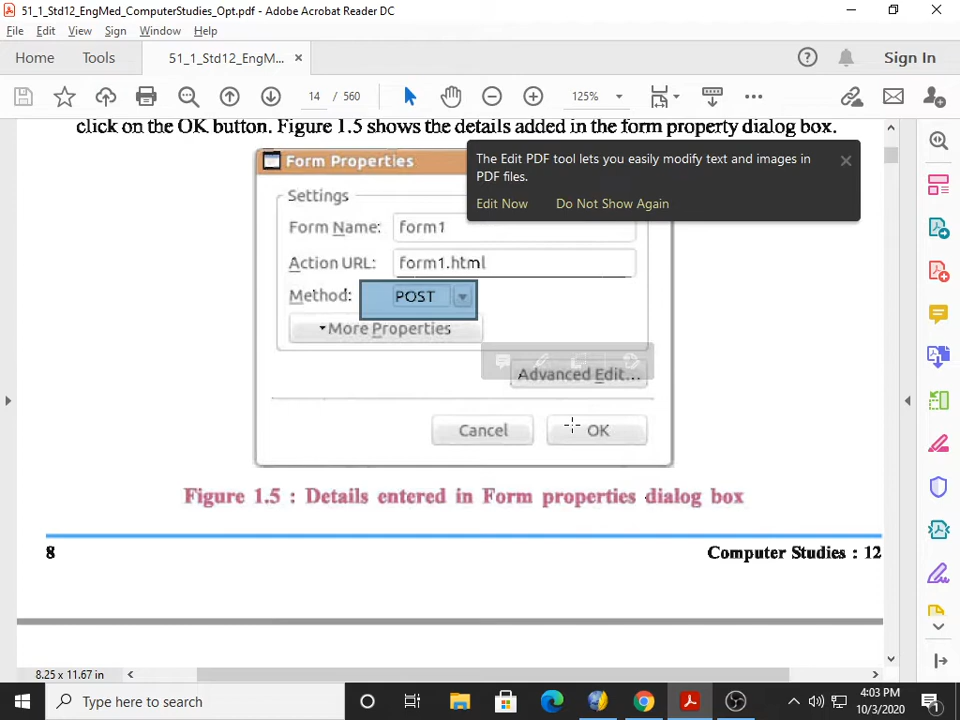 51_1_Std12_EngMed_ComputerStudies_Opt.pdf - Adobe Acrobat Reader DC
File Edit View Sign Window Help
Home Tools 51_1_Std12_EngM... Sign In
14 / 560 125%
click on the OK button. Figure 1.5 shows the details added in the form property dialog box.
The Edit PDF tool lets you easily modify text and images in
PDF files.
Edit Now Do Not Show Again
Form Properties
Settings
Form Name: form1
Action URL: form1.html
Method: POST
More Properties
Advanced Edit...
Cancel OK
Figure 1.5 : Details entered in Form properties dialog box
8 Computer Studies : 12
8.25 x 11.67 in
Type here to search
4:03 PM
10/3/2020
1